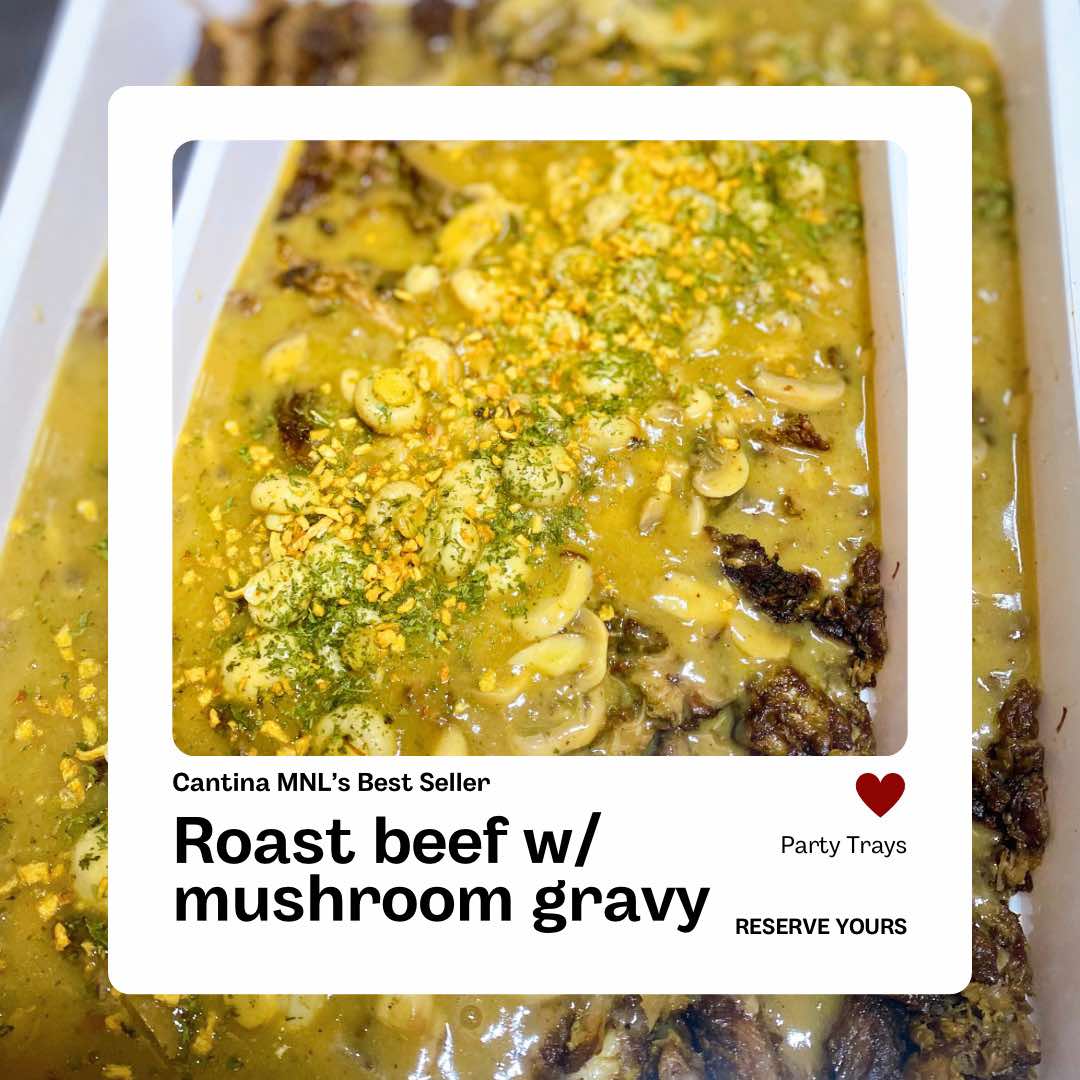 Cantina MNL's Best Seller
Roast beef w/
mushroom gravy
Party Trays
RESERVE YOURS